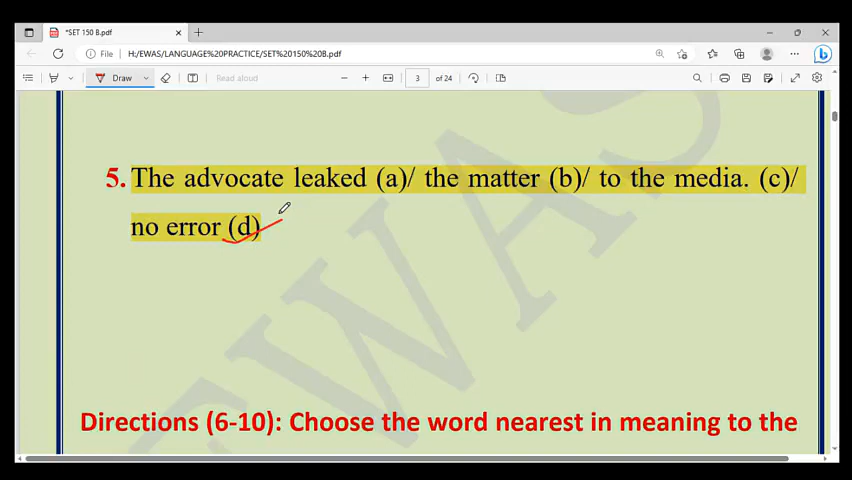 *SET 150 B.pdf
File H:/EWAS/LANGUAGE%20PRACTICE/SET%20150%20B.pdf
Draw Read aloud 3 of 24
5. The advocate leaked (a)/ the matter (b)/ to the media. (c)/
no error (d)
EWAS
Directions (6-10): Choose the word nearest in meaning to the